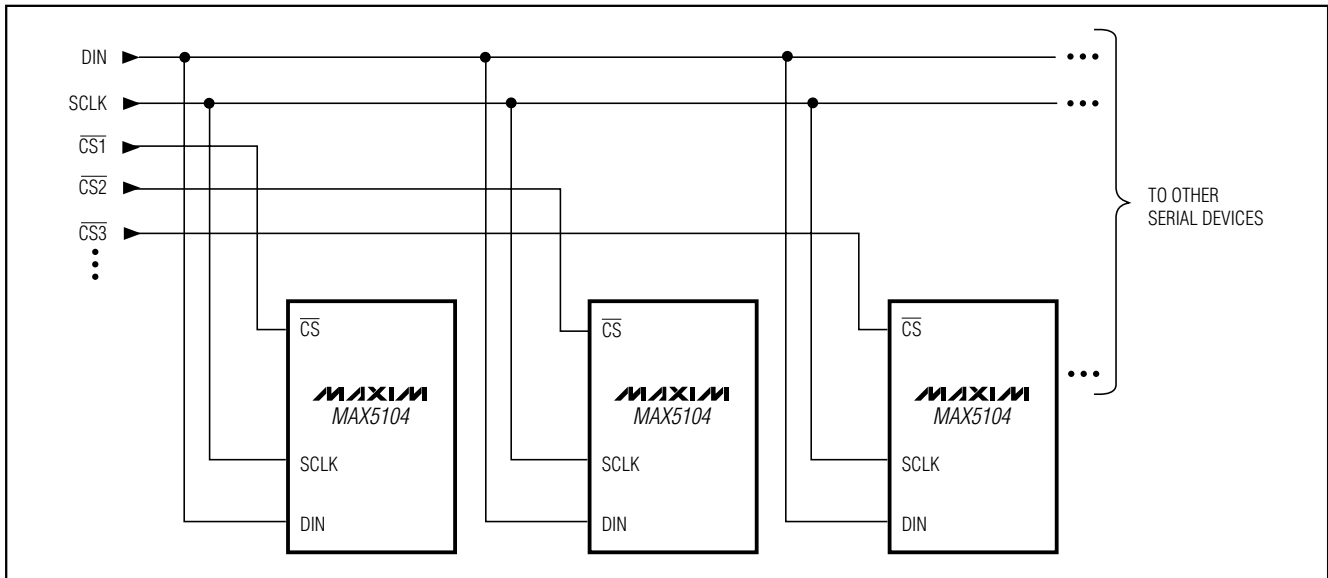 DIN
SCLK
CS1
CS2
CS3
TO OTHER
SERIAL DEVICES
CS
MAXIM
MAX5104
SCLK
DIN
CS
MAXIM
MAX5104
SCLK
DIN
CS
MAXIM
MAX5104
SCLK
DIN